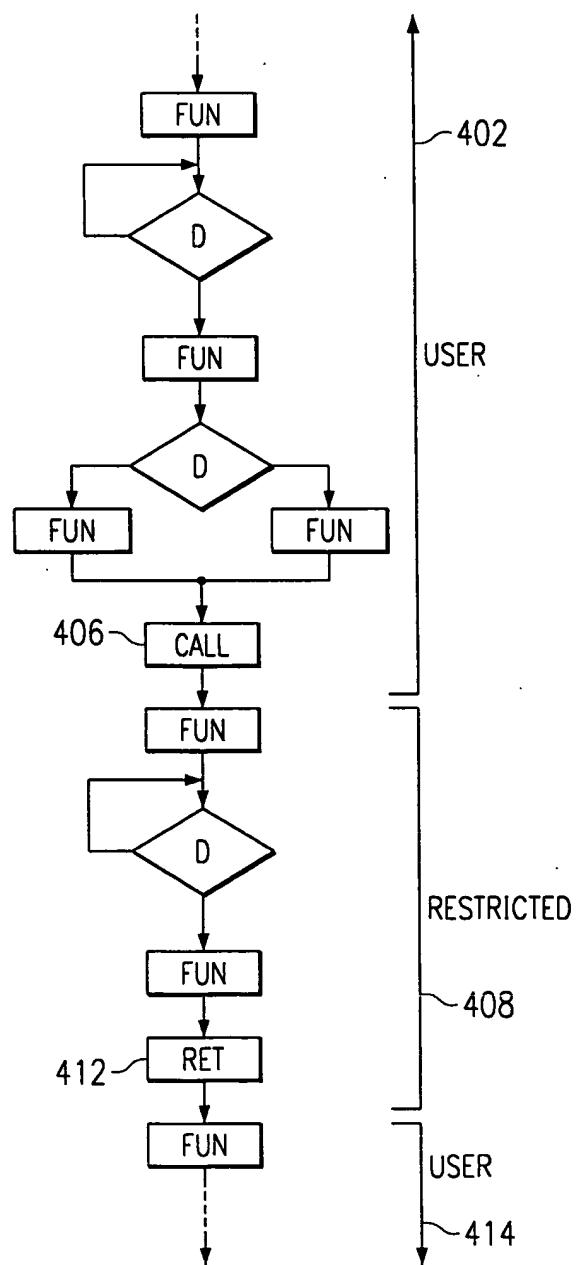 FUN
402
D
FUN
USER
D
FUN
FUN
406
CALL
FUN
D
RESTRICTED
FUN
408
412
RET
FUN
USER
414